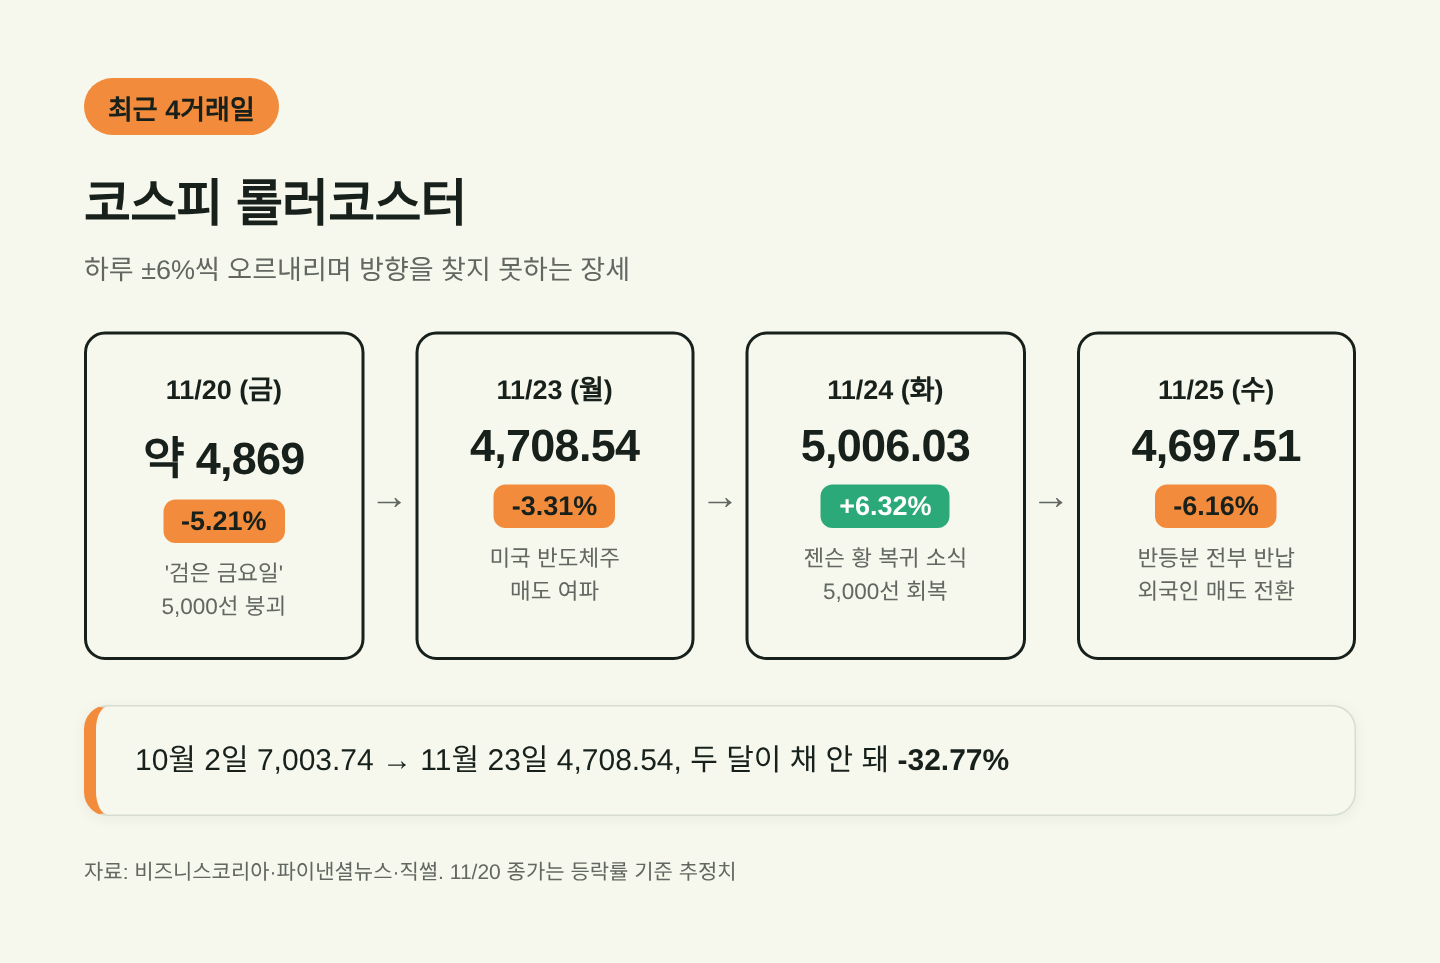 최근 4거래일
코스피 롤러코스터
하루 ±6%씩 오르내리며 방향을 찾지 못하는 장세
11/20 (금)
약 4,869
-5.21%
'검은 금요일'
5,000선 붕괴
→
11/23 (월)
4,708.54
-3.31%
미국 반도체주
매도 여파
→
11/24 (화)
5,006.03
+6.32%
젠슨 황 복귀 소식
5,000선 회복
→
11/25 (수)
4,697.51
-6.16%
반등분 전부 반납
외국인 매도 전환
10월 2일 7,003.74 → 11월 23일 4,708.54, 두 달이 채 안 돼 -32.77%
자료: 비즈니스코리아·파이낸셜뉴스·직썰. 11/20 종가는 등락률 기준 추정치